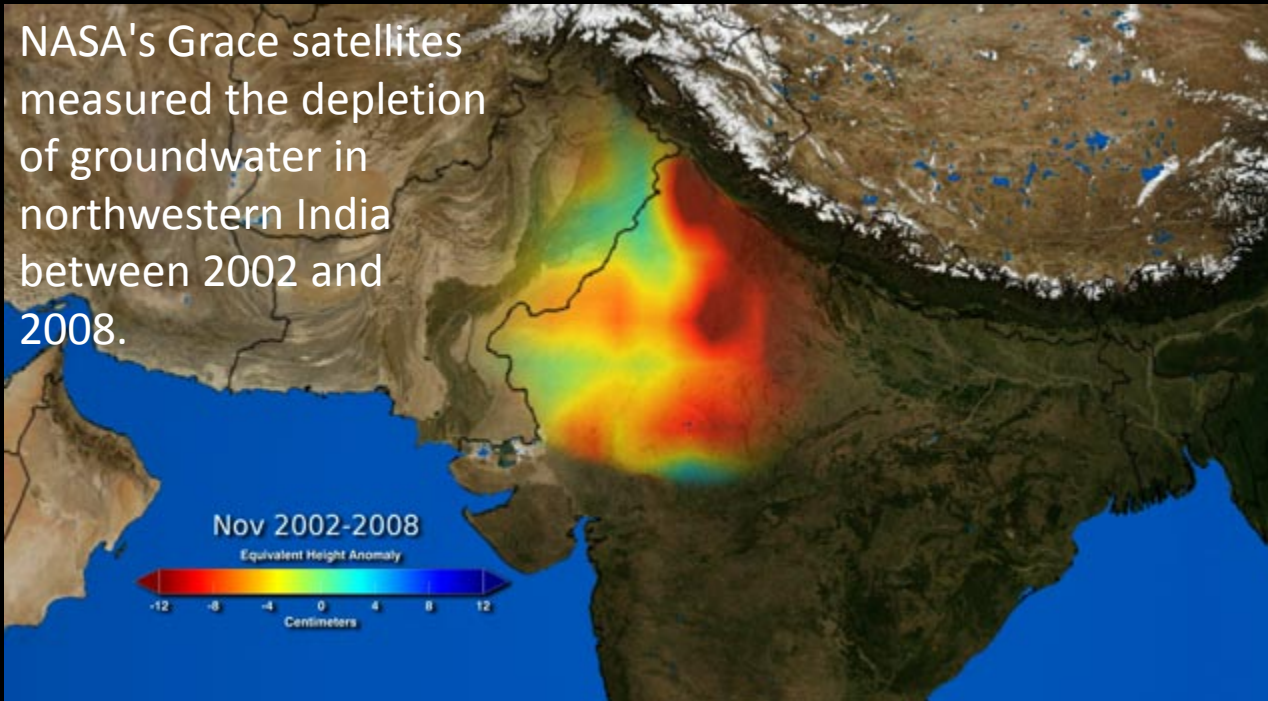 NASA's Grace satellites
measured the depletion
of groundwater in
northwestern India
between 2002 and
2008.
Nov 2002-2008
Equivalent Height Anomaly
-12 -8 -4 0 4 8 12
Centimeters